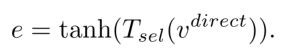 e = tanh(T_{sel}(v^{direct})).